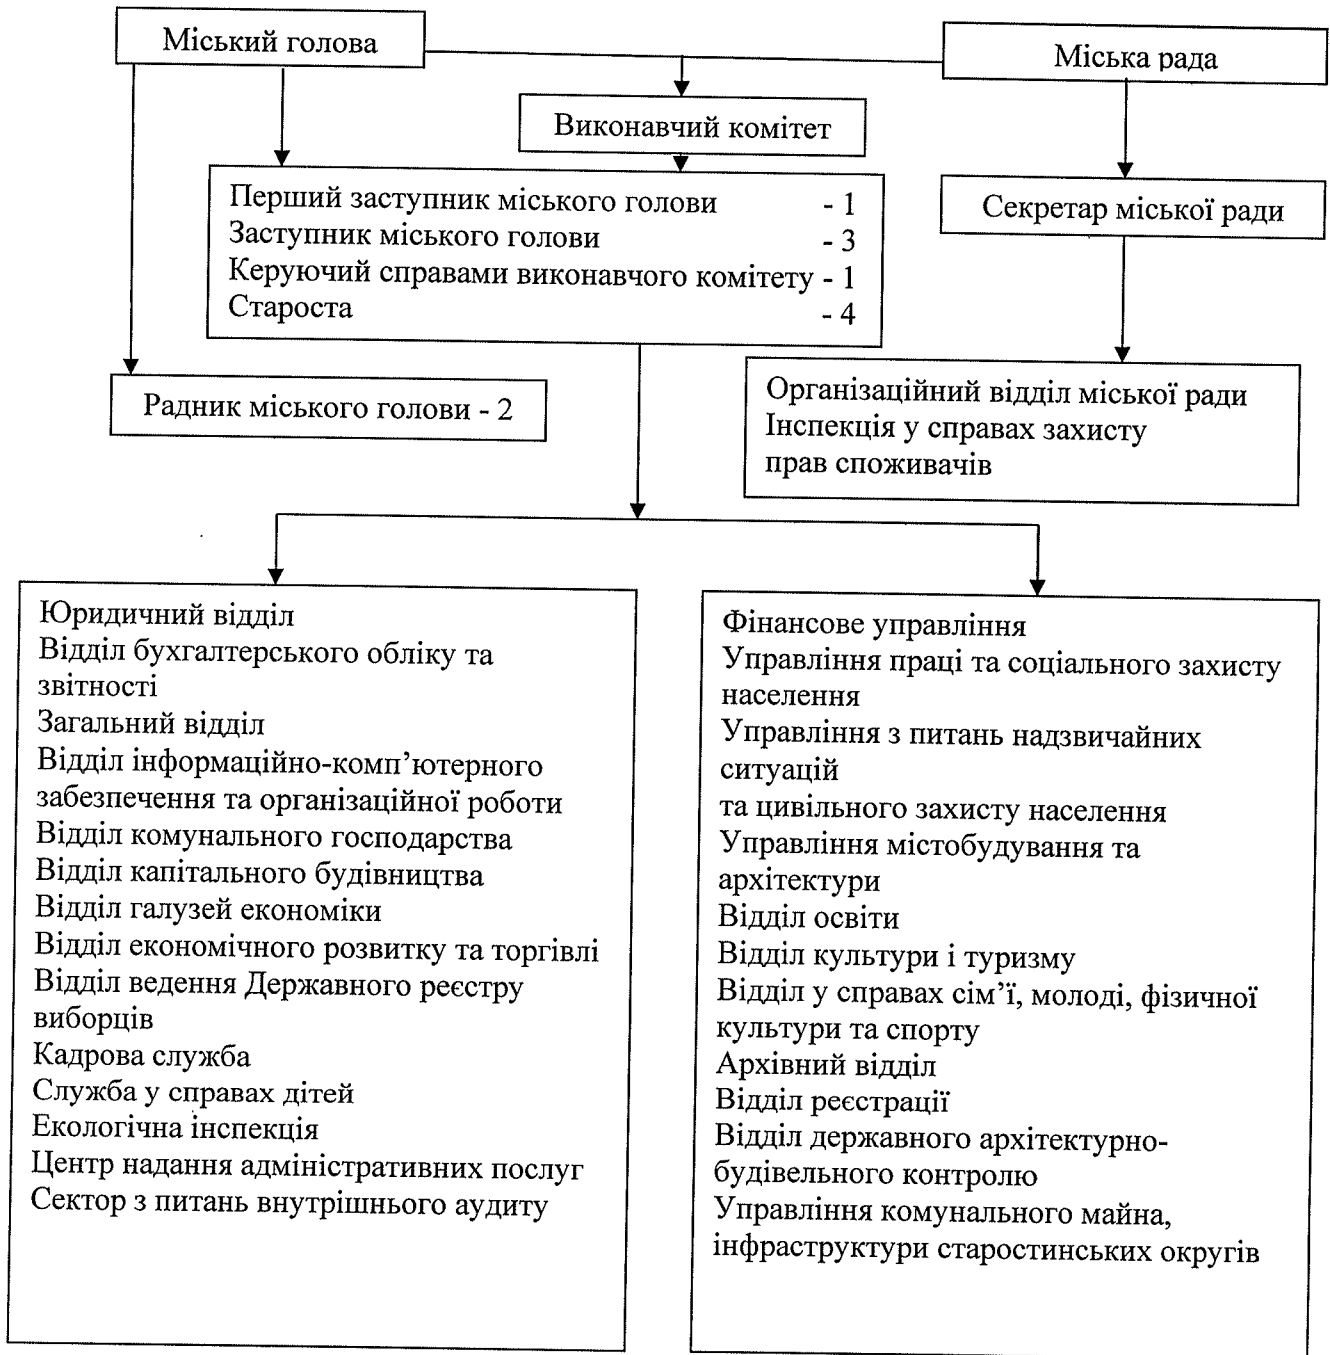 Міський голова
Міська рада
Виконавчий комітет
Перший заступник міського голови - 1
Заступник міського голови - 3
Керуючий справами виконавчого комітету - 1
Староста - 4
Секретар міської ради
Радник міського голови - 2
Організаційний відділ міської ради
Інспекція у справах захисту
прав споживачів
Юридичний відділ
Відділ бухгалтерського обліку та
звітності
Загальний відділ
Відділ інформаційно-комп’ютерного
забезпечення та організаційної роботи
Відділ комунального господарства
Відділ капітального будівництва
Відділ галузей економіки
Відділ економічного розвитку та торгівлі
Відділ ведення Державного реєстру
виборців
Кадрова служба
Служба у справах дітей
Екологічна інспекція
Центр надання адміністративних послуг
Сектор з питань внутрішнього аудиту
Фінансове управління
Управління праці та соціального захисту
населення
Управління з питань надзвичайних
ситуацій
та цивільного захисту населення
Управління містобудування та
архітектури
Відділ освіти
Відділ культури і туризму
Відділ у справах сім’ї, молоді, фізичної
культури та спорту
Архівний відділ
Відділ реєстрації
Відділ державного архітектурно-
будівельного контролю
Управління комунального майна,
інфраструктури старостинських округів